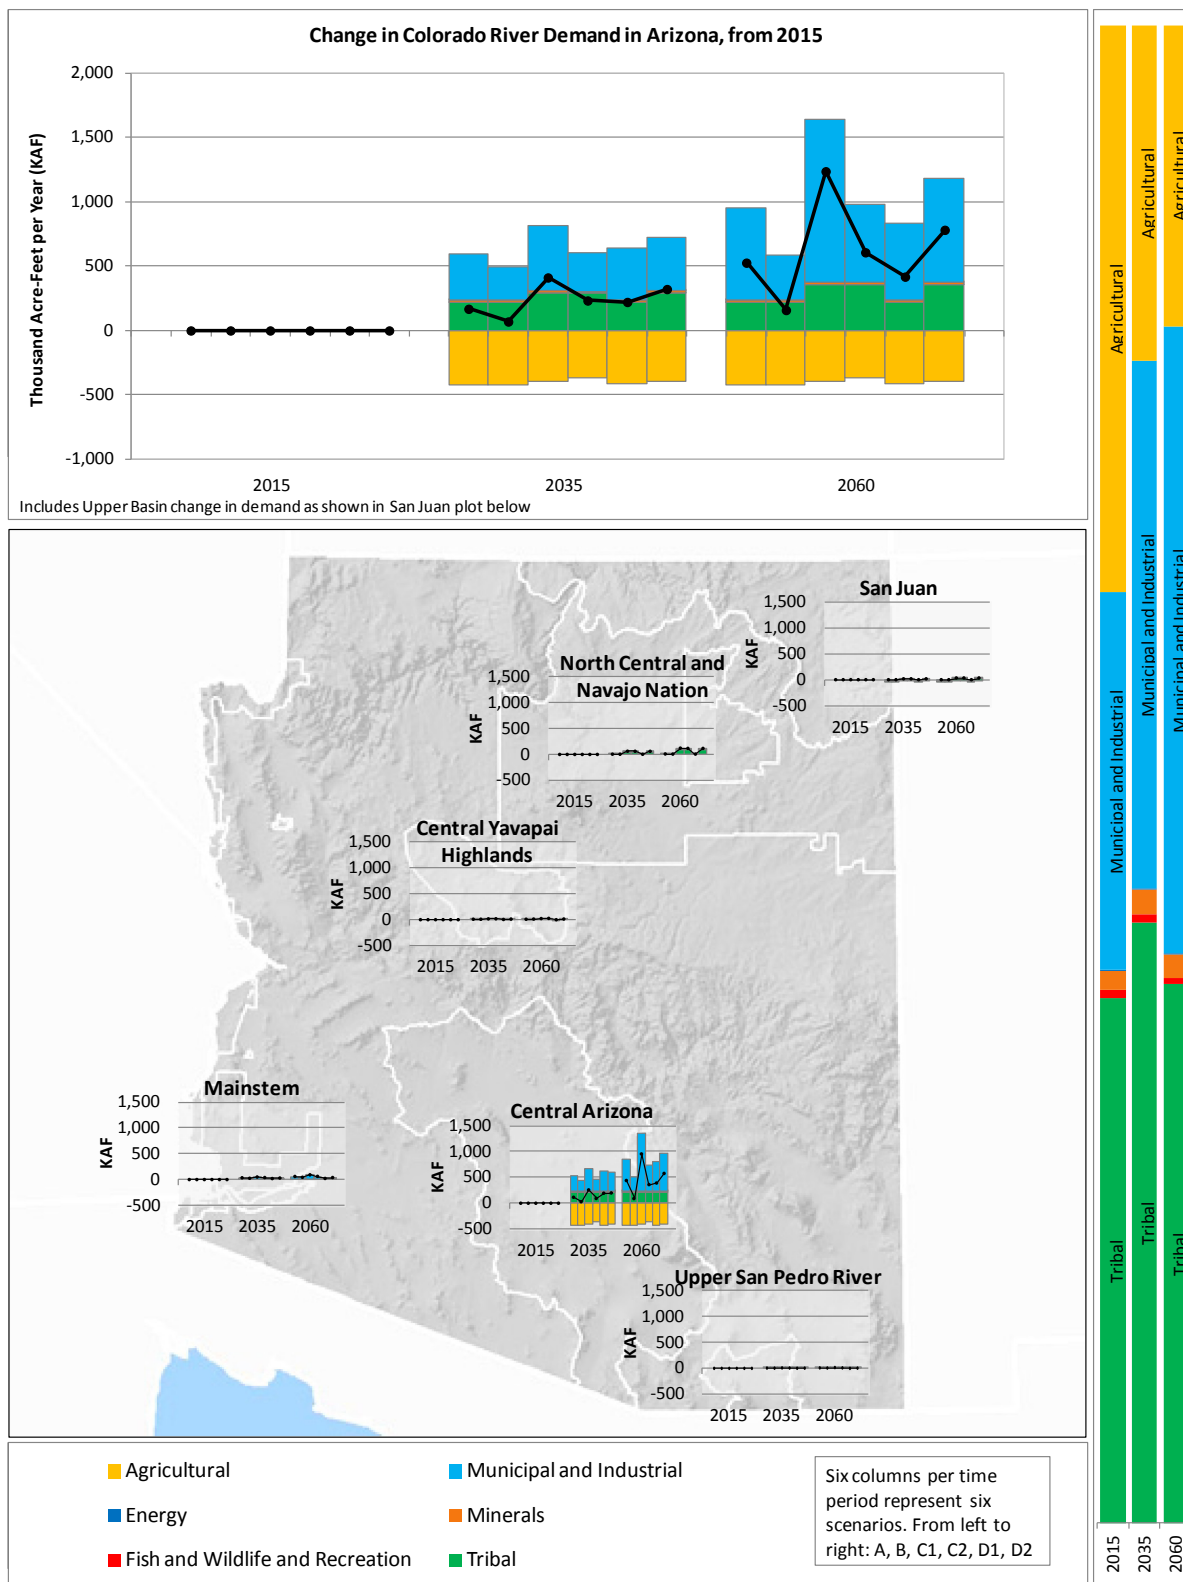 Change in Colorado River Demand in Arizona, from 2015
Thousand Acre-Feet per Year (KAF)
2,000
1,500
1,000
500
0
-500
-1,000
2015 2035 2060
Includes Upper Basin change in demand as shown in San Juan plot below
San Juan
KAF
1,500
1,000
500
0
-500
2015 2035 2060
North Central and
Navajo Nation
KAF
1,500
1,000
500
0
-500
2015 2035 2060
Central Yavapai
Highlands
KAF
1,500
1,000
500
0
-500
2015 2035 2060
Mainstem
KAF
1,500
1,000
500
0
-500
2015 2035 2060
Central Arizona
KAF
1,500
1,000
500
0
-500
2015 2035 2060
Upper San Pedro River
KAF
1,500
1,000
500
0
-500
2015 2035 2060
Agricultural
Municipal and Industrial
Energy
Minerals
Fish and Wildlife and Recreation
Tribal
Six columns per time
period represent six
scenarios. From left to
right: A, B, C1, C2, D1, D2
Agricultural
Municipal and Industrial
Tribal
2015
Agricultural
Municipal and Industrial
Tribal
2035
Agricultural
Municipal and Industrial
Tribal
2060